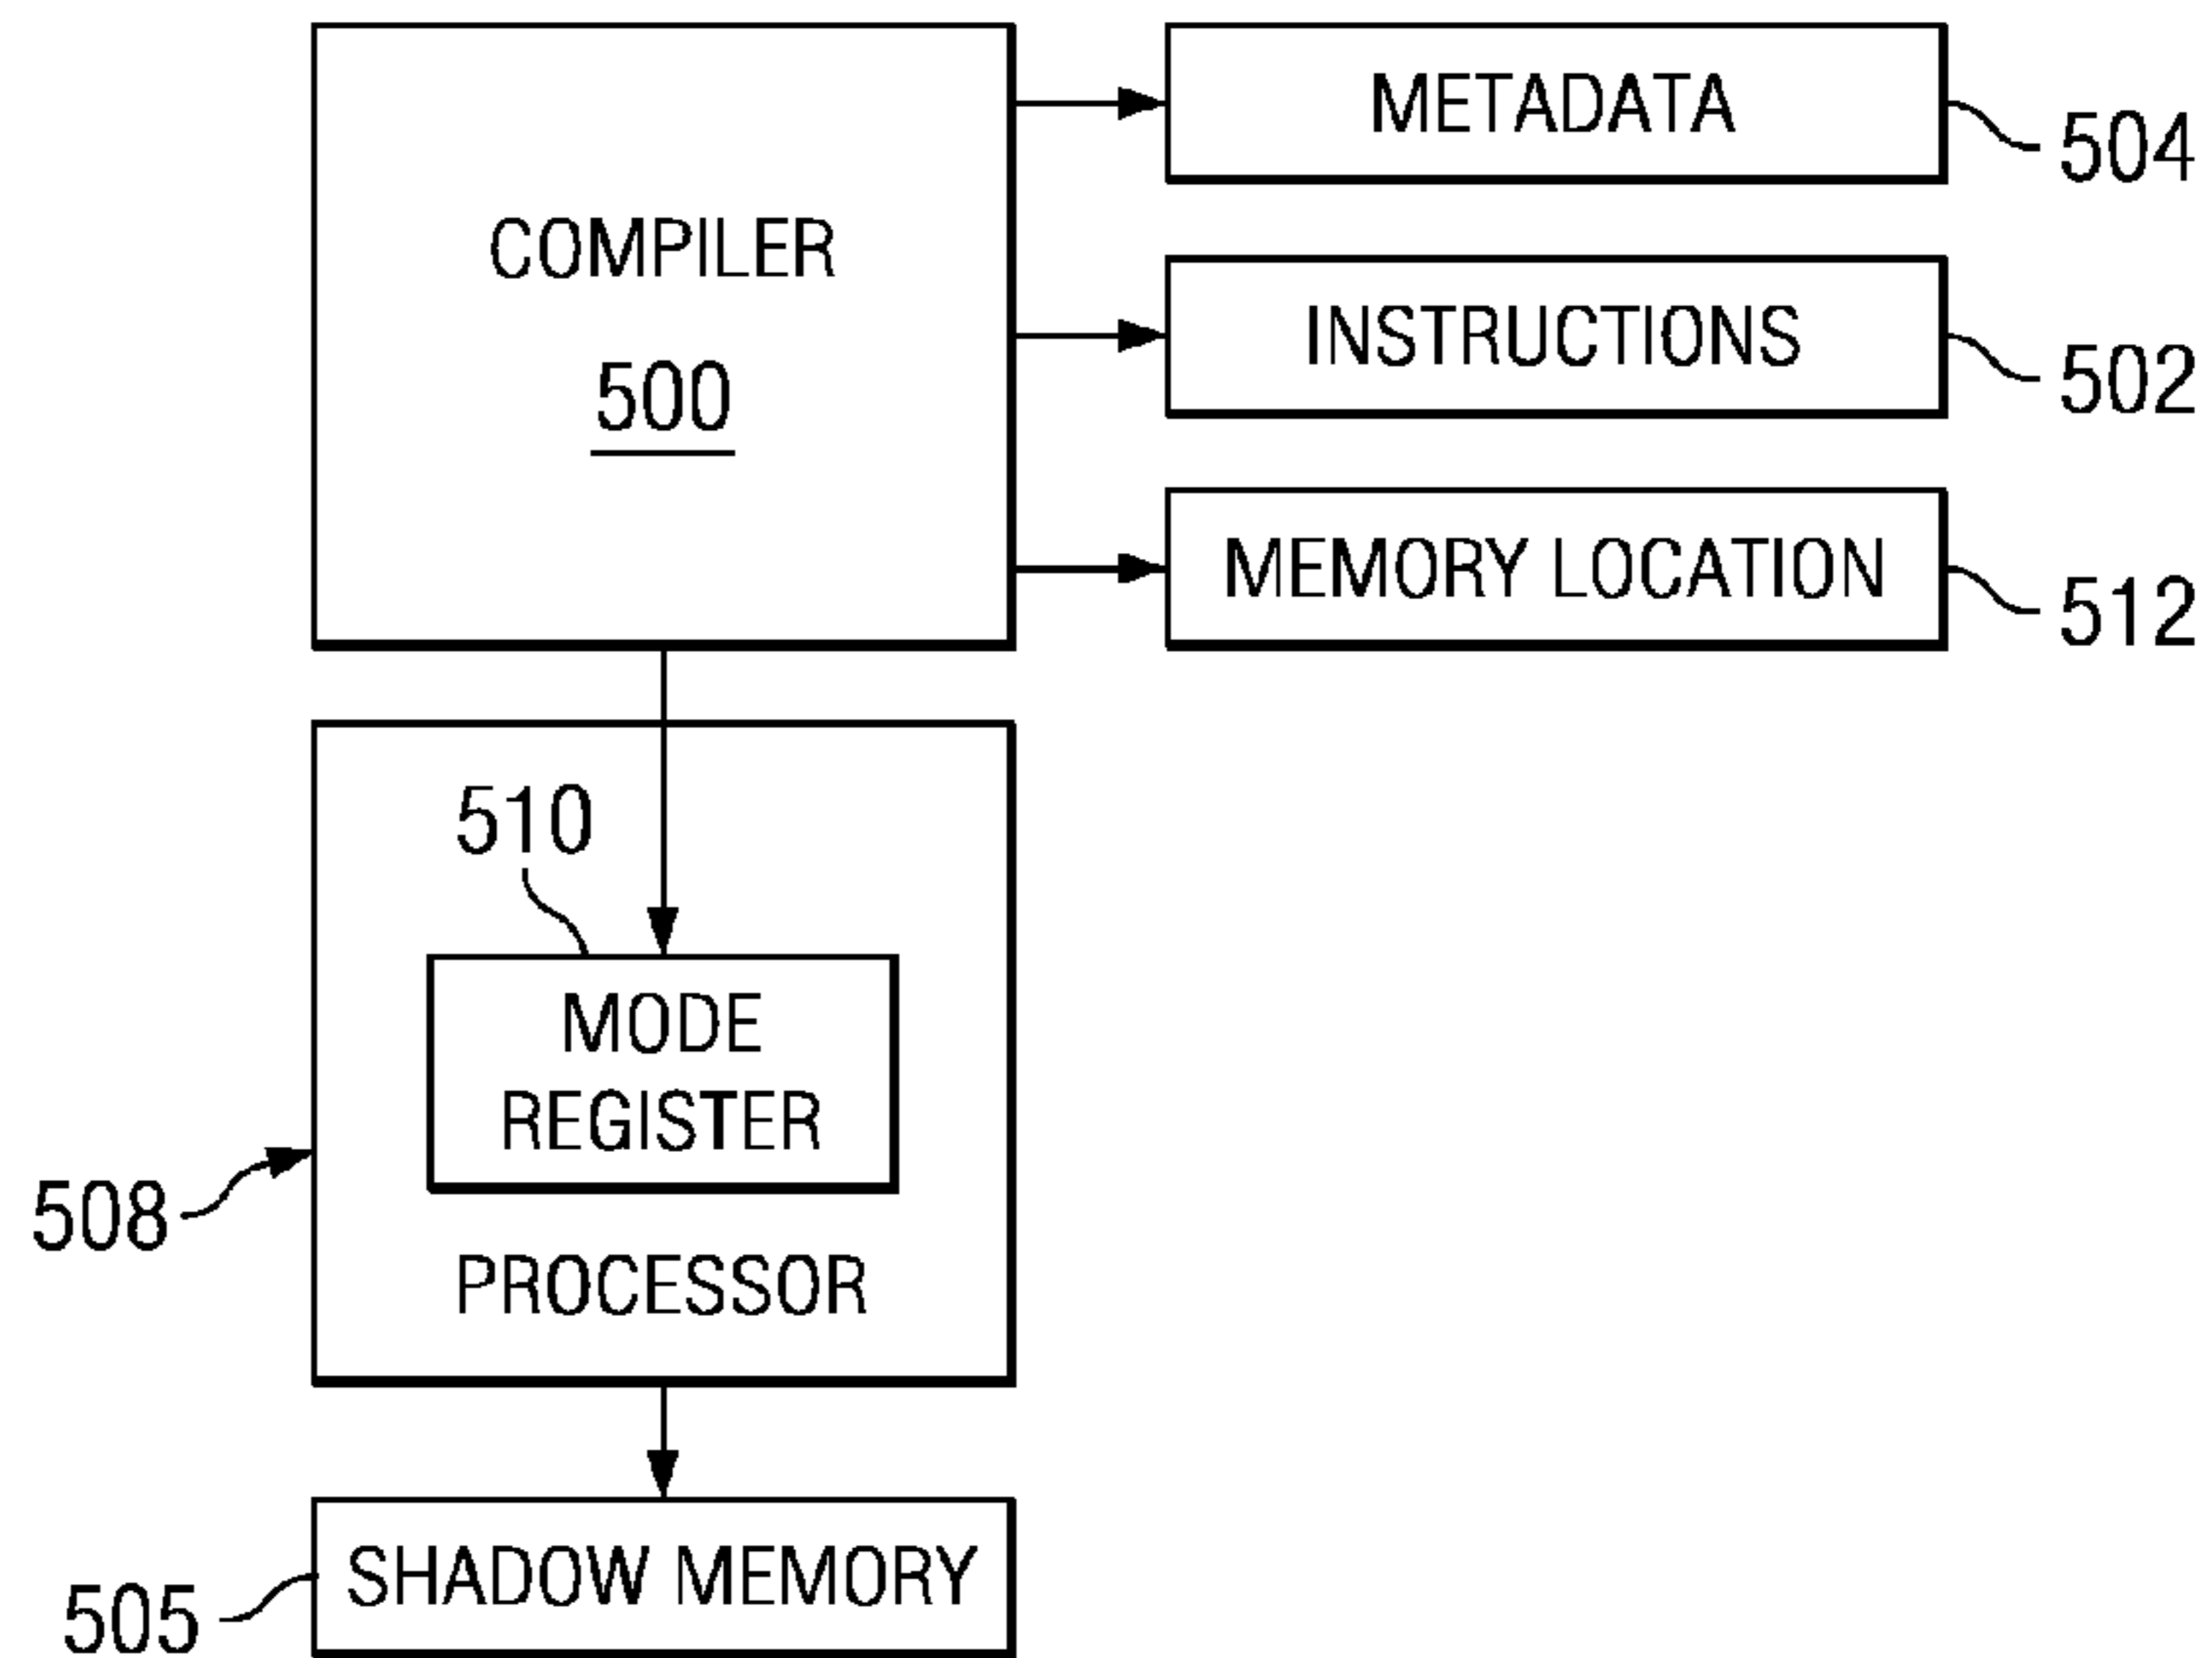 METADATA
504
COMPILER
500
INSTRUCTIONS
502
MEMORY LOCATION
512
510
MODE
REGISTER
508
PROCESSOR
SHADOW MEMORY
505